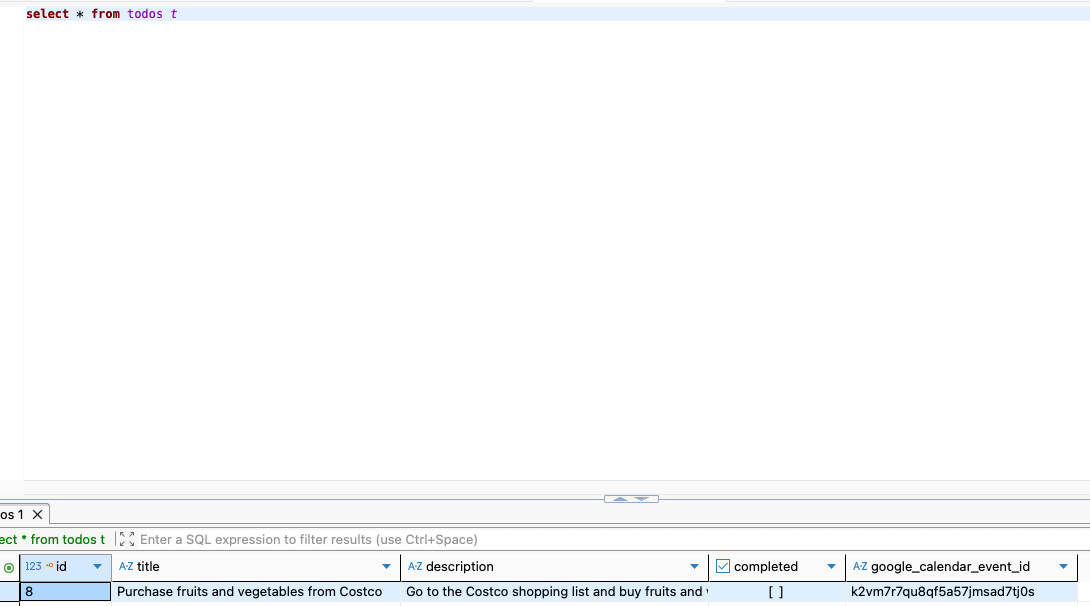 select * from todos t
os 1
ect * from todos t Enter a SQL expression to filter results (use Ctrl+Space)
123 id A-Z title A-Z description completed A-Z google_calendar_event_id
8 Purchase fruits and vegetables from Costco Go to the Costco shopping list and buy fruits and [ ] k2vm7r7qu8qf5a57jmsad7tj0s